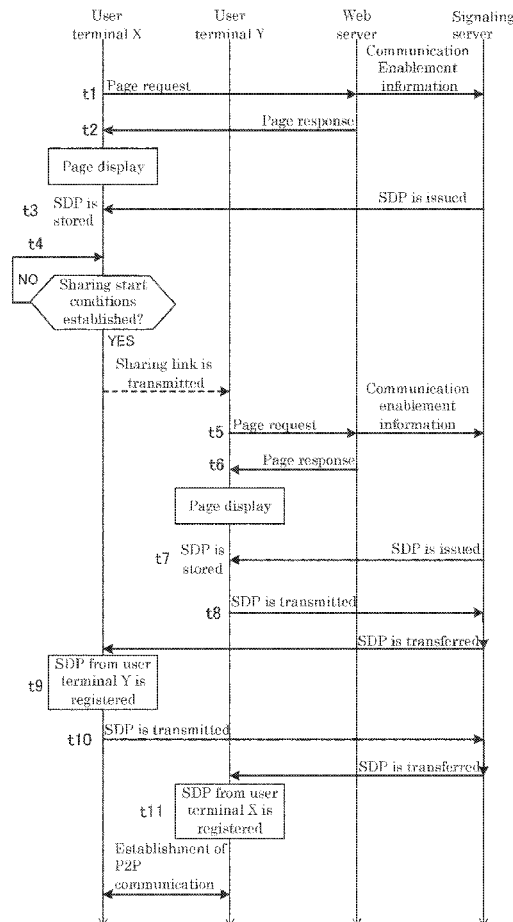 User
terminal X
User
terminal Y
Web
server
Signaling
server
Communication
Enablement
information
t1
Page request
t2
Page response
Page display
t3
SDP is
stored
SDP is issued
t4
NO
Sharing start
conditions
established?
YES
Sharing link is
transmitted
Communication
enablement
information
t5
Page request
t6
Page response
Page display
t7
SDP is
stored
SDP is issued
t8
SDP is transmitted
SDP is transferred
t9
SDP from user
terminal Y is
registered
t10
SDP is transmitted
SDP is transferred
t11
SDP from user
terminal X is
registered
Establishment of
P2P
communication